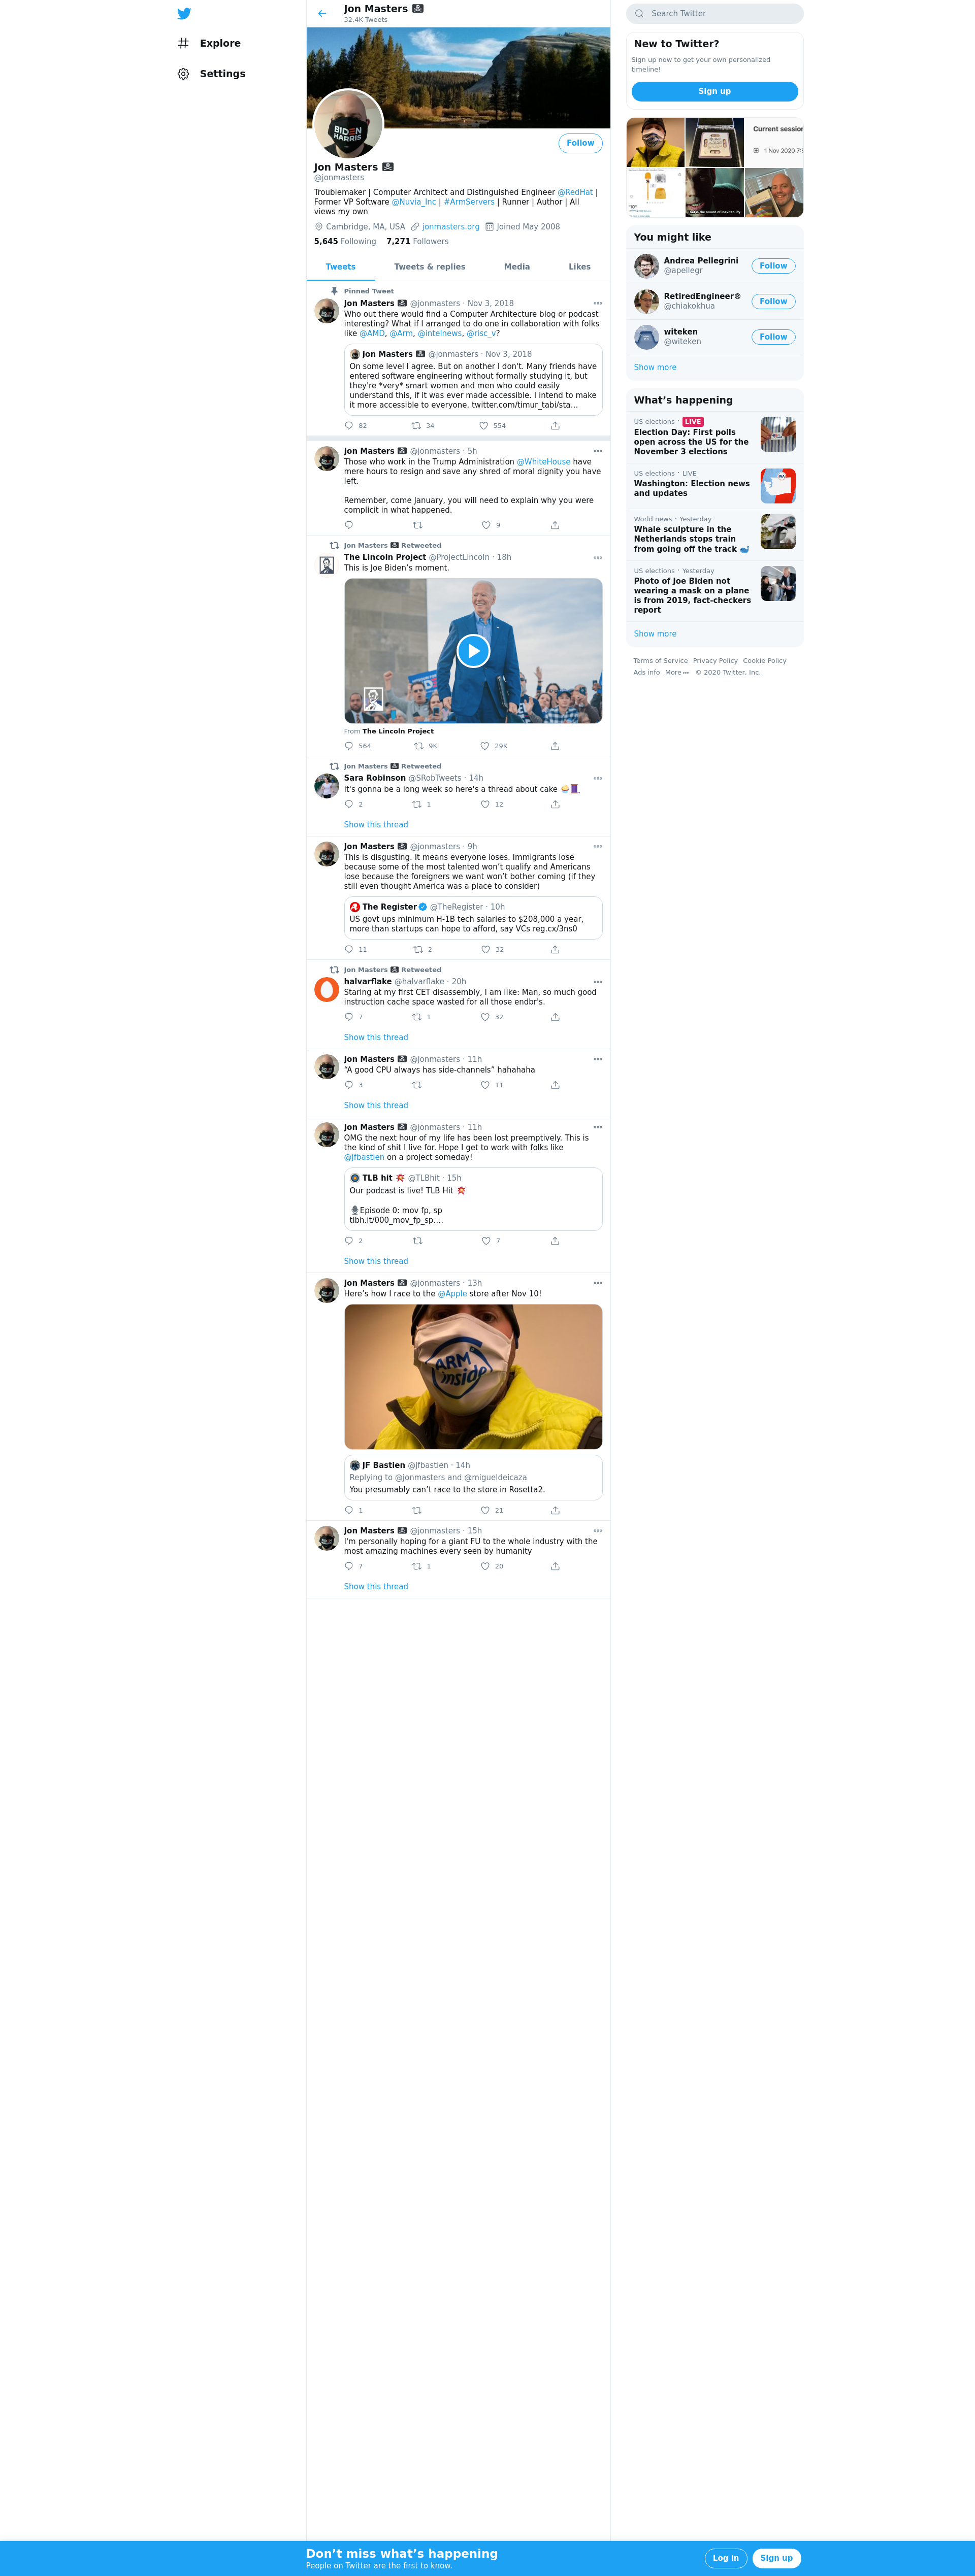 Explore
Settings
Jon Masters
32.4K Tweets
BIDEN
HARRIS
Follow
Jon Masters
@jonmasters
Troublemaker | Computer Architect and Distinguished Engineer @RedHat |
Former VP Software @Nuvia_Inc | #ArmServers | Runner | Author | All
views my own
Cambridge, MA, USA jonmasters.org Joined May 2008
5,645 Following 7,271 Followers
Tweets Tweets & replies Media Likes
Pinned Tweet
Jon Masters @jonmasters · Nov 3, 2018
Who out there would find a Computer Architecture blog or podcast
interesting? What if I arranged to do one in collaboration with folks
like @AMD, @Arm, @intelnews, @risc_v?
Jon Masters @jonmasters · Nov 3, 2018
On some level I agree. But on another I don't. Many friends have
entered software engineering without formally studying it, but
they're *very* smart women and men who could easily
understand this, if it was ever made accessible. I intend to make
it more accessible to everyone. twitter.com/timur_tabi/sta…
82 34 554
Jon Masters @jonmasters · 5h
Those who work in the Trump Administration @WhiteHouse have
mere hours to resign and save any shred of moral dignity you have
left.
Remember, come January, you will need to explain why you were
complicit in what happened.
9
Jon Masters Retweeted
The Lincoln Project @ProjectLincoln · 18h
This is Joe Biden’s moment.
From The Lincoln Project
564 9K 29K
Jon Masters Retweeted
Sara Robinson @SRobTweets · 14h
It's gonna be a long week so here's a thread about cake 🧁🧵
2 1 12
Show this thread
Jon Masters @jonmasters · 9h
This is disgusting. It means everyone loses. Immigrants lose
because some of the most talented won’t qualify and Americans
lose because the foreigners we want won’t bother coming (if they
still even thought America was a place to consider)
The Register @TheRegister · 10h
US govt ups minimum H-1B tech salaries to $208,000 a year,
more than startups can hope to afford, say VCs reg.cx/3ns0
11 2 32
Jon Masters Retweeted
halvarflake @halvarflake · 20h
Staring at my first CET disassembly, I am like: Man, so much good
instruction cache space wasted for all those endbr's.
7 1 32
Show this thread
Jon Masters @jonmasters · 11h
“A good CPU always has side-channels” hahahaha
3 11
Show this thread
Jon Masters @jonmasters · 11h
OMG the next hour of my life has been lost preemptively. This is
the kind of shit I live for. Hope I get to work with folks like
@jfbastien on a project someday!
TLB hit 💥 @TLBhit · 15h
Our podcast is live! TLB Hit 💥
🎙️Episode 0: mov fp, sp
tlbh.it/000_mov_fp_sp.…
2 7
Show this thread
Jon Masters @jonmasters · 13h
Here’s how I race to the @Apple store after Nov 10!
ARM
inside
JF Bastien @jfbastien · 14h
Replying to @jonmasters and @migueldeicaza
You presumably can’t race to the store in Rosetta2.
1 21
Jon Masters @jonmasters · 15h
I'm personally hoping for a giant FU to the whole industry with the
most amazing machines every seen by humanity
7 1 20
Show this thread
Search Twitter
New to Twitter?
Sign up now to get your own personalized
timeline!
Sign up
Current session
1 Nov 2020 7:5
You might like
Andrea Pellegrini
@apellegr
Follow
RetiredEngineer®
@chiakokhua
Follow
witeken
@witeken
Follow
Show more
What’s happening
US elections · LIVE
Election Day: First polls
open across the US for the
November 3 elections
US elections · LIVE
Washington: Election news
and updates
World news · Yesterday
Whale sculpture in the
Netherlands stops train
from going off the track 🐳
US elections · Yesterday
Photo of Joe Biden not
wearing a mask on a plane
is from 2019, fact-checkers
report
Show more
Terms of Service Privacy Policy Cookie Policy
Ads info More © 2020 Twitter, Inc.
Don’t miss what’s happening
People on Twitter are the first to know.
Log in Sign up